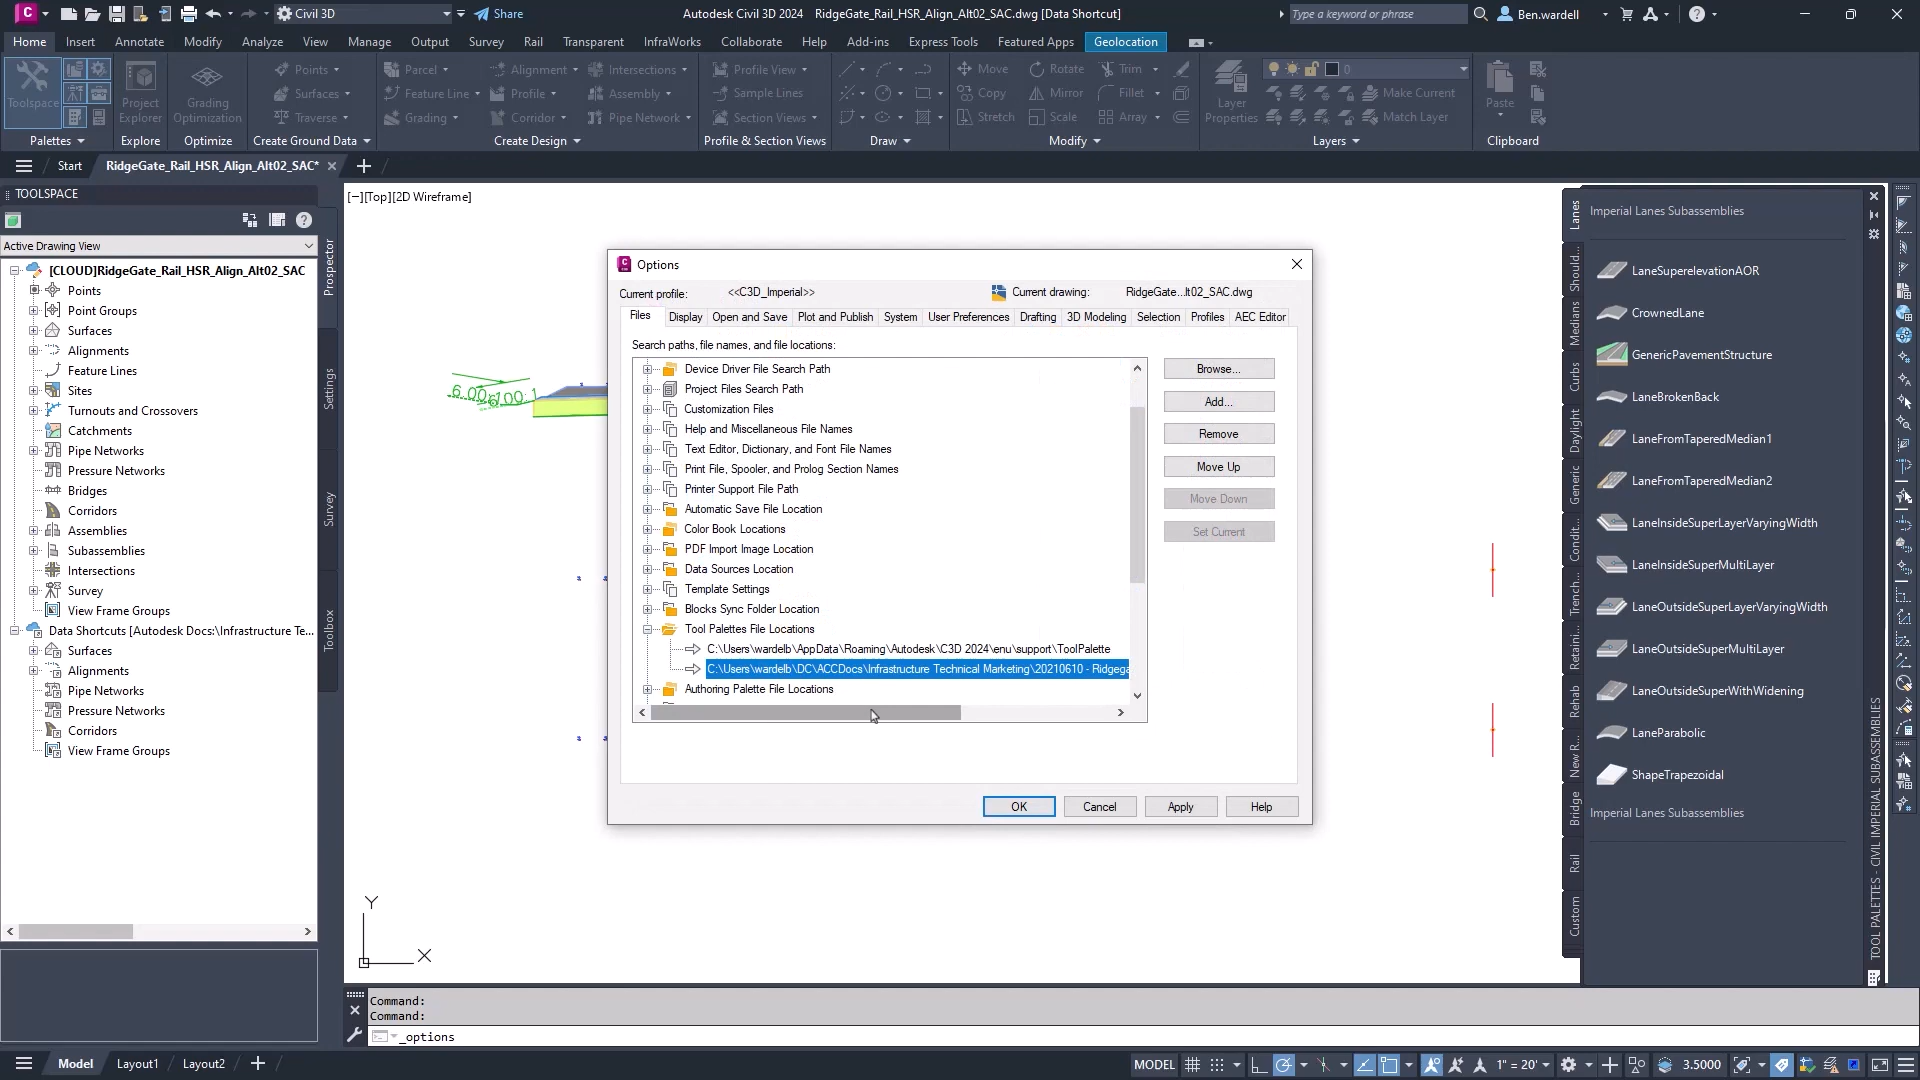 C Civil 3D Share Autodesk Civil 3D 2024 RidgeGate_Rail_HSR_Align_Alt02_SAC.dwg [Data Shortcut] Type a keyword or phrase Ben.wardell
Home Insert Annotate Modify Analyze View Manage Output Survey Rail Transparent InfraWorks Collaborate Help Add-ins Express Tools Featured Apps Geolocation
Toolspace
Project
Explorer
Grading
Optimization
Points
Surfaces
Traverse
Parcel
Feature Line
Grading
Alignment
Profile
Corridor
Intersections
Assembly
Pipe Network
Profile View
Sample Lines
Section Views
Move
Copy
Stretch
Rotate
Mirror
Scale
Trim
Fillet
Array
Layer
Properties
0
Make Current
Match Layer
Paste
Palettes Explore Optimize Create Ground Data Create Design Profile & Section Views Draw Modify Layers Clipboard
Start RidgeGate_Rail_HSR_Align_Alt02_SAC*
TOOLSPACE
Active Drawing View
[CLOUD]RidgeGate_Rail_HSR_Align_Alt02_SAC
Points
Point Groups
Surfaces
Alignments
Feature Lines
Sites
Turnouts and Crossovers
Catchments
Pipe Networks
Pressure Networks
Bridges
Corridors
Assemblies
Subassemblies
Intersections
Survey
View Frame Groups
Data Shortcuts [Autodesk Docs:\Infrastructure Te...
Surfaces
Alignments
Pipe Networks
Pressure Networks
Corridors
View Frame Groups
Prospector
Settings
Survey
Toolbox
[−][Top][2D Wireframe]
Y
X
Options
Current profile: <<C3D_Imperial>> Current drawing: RidgeGate...lt02_SAC.dwg
Files Display Open and Save Plot and Publish System User Preferences Drafting 3D Modeling Selection Profiles AEC Editor
Search paths, file names, and file locations:
Device Driver File Search Path
Project Files Search Path
Customization Files
Help and Miscellaneous File Names
Text Editor, Dictionary, and Font File Names
Print File, Spooler, and Prolog Section Names
Printer Support File Path
Automatic Save File Location
Color Book Locations
PDF Import Image Location
Data Sources Location
Template Settings
Blocks Sync Folder Location
Tool Palettes File Locations
C:\Users\wardelb\AppData\Roaming\Autodesk\C3D 2024\enu\support\ToolPalette
C:\Users\wardelb\DC\ACCDocs\Infrastructure Technical Marketing\20210610 - Ridgega
Authoring Palette File Locations
Browse...
Add...
Remove
Move Up
Move Down
Set Current
OK Cancel Apply Help
Lanes
Should...
Medians
Curbs
Daylight
Generic
Condit...
Trench...
Retaini...
Rehab
New R...
Bridge
Rail
Custom
Imperial Lanes Subassemblies
LaneSuperelevationAOR
CrownedLane
GenericPavementStructure
LaneBrokenBack
LaneFromTaperedMedian1
LaneFromTaperedMedian2
LaneInsideSuperLayerVaryingWidth
LaneInsideSuperMultiLayer
LaneOutsideSuperLayerVaryingWidth
LaneOutsideSuperMultiLayer
LaneOutsideSuperWithWidening
LaneParabolic
ShapeTrapezoidal
Imperial Lanes Subassemblies
TOOL PALETTES - CIVIL IMPERIAL SUBASSEMBLIES
Command:
Command:
_options
Model Layout1 Layout2
MODEL 1" = 20' 3.5000